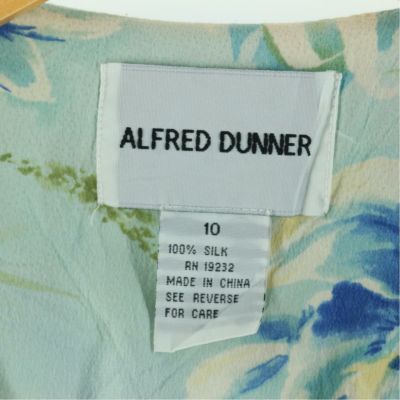 ALFRED DUNNER
10
100% SILK
RN 19232
MADE IN CHINA
SEE REVERSE
FOR CARE